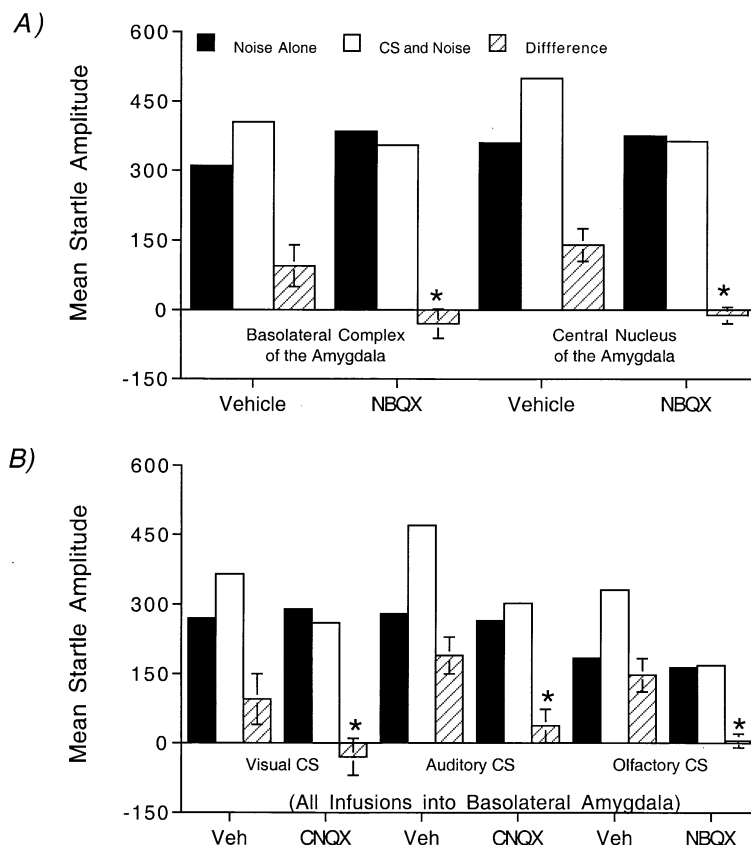 A)
Mean Startle Amplitude
600
450
300
150
0
-150
Noise Alone
CS and Noise
Diffference
*
*
Basolateral Complex
of the Amygdala
Central Nucleus
of the Amygdala
Vehicle
NBQX
Vehicle
NBQX
B)
Mean Startle Amplitude
600
450
300
150
0
-150
*
*
*
Visual CS
Auditory CS
Olfactory CS
(All Infusions into Basolateral Amygdala)
Veh
CNQX
Veh
CNQX
Veh
NBQX